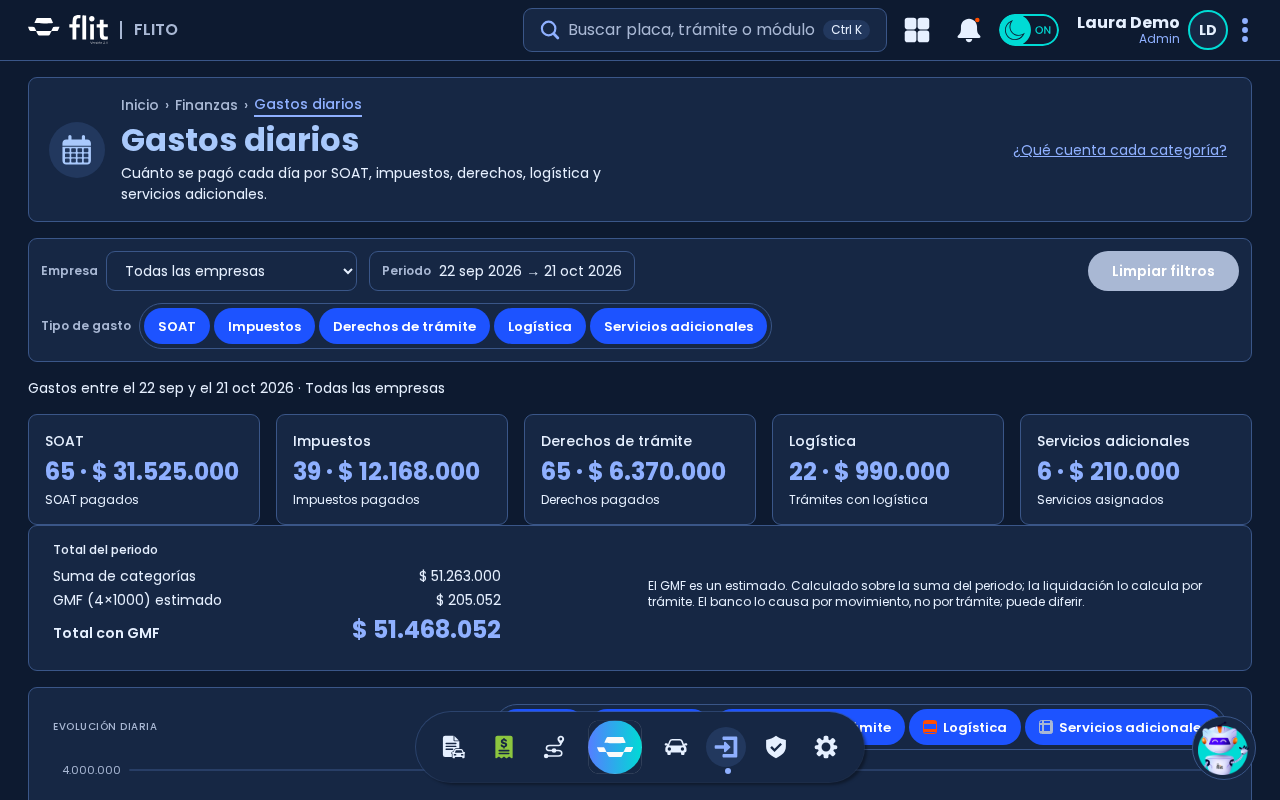 flit | FLITO
Buscar placa, trámite o módulo Ctrl K
ON
Laura Demo
Admin
LD
Inicio › Finanzas › Gastos diarios
Gastos diarios
Cuánto se pagó cada día por SOAT, impuestos, derechos, logística y
servicios adicionales.
¿Qué cuenta cada categoría?
Empresa Todas las empresas Periodo 22 sep 2026 → 21 oct 2026 Limpiar filtros
Tipo de gasto SOAT Impuestos Derechos de trámite Logística Servicios adicionales
Gastos entre el 22 sep y el 21 oct 2026 · Todas las empresas
SOAT
65 · $ 31.525.000
SOAT pagados
Impuestos
39 · $ 12.168.000
Impuestos pagados
Derechos de trámite
65 · $ 6.370.000
Derechos pagados
Logística
22 · $ 990.000
Trámites con logística
Servicios adicionales
6 · $ 210.000
Servicios asignados
Total del periodo
Suma de categorías $ 51.263.000
GMF (4×1000) estimado $ 205.052
Total con GMF $ 51.468.052
El GMF es un estimado. Calculado sobre la suma del periodo; la liquidación lo calcula por
trámite. El banco lo causa por movimiento, no por trámite; puede diferir.
EVOLUCIÓN DIARIA
Logística Servicios adicionale
4.000.000